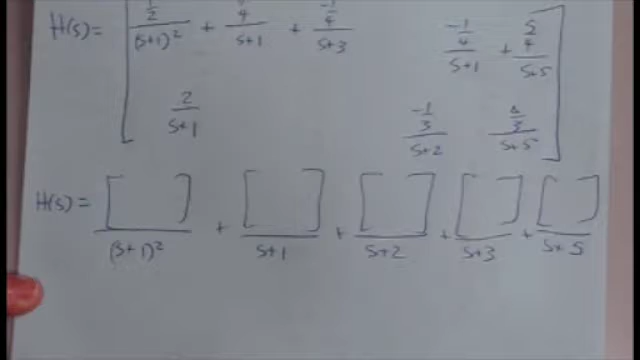 H(s) = [ 1/2 / (s+1)² + 1/4 / s+1 + -1/4 / s+3    -1/4 / s+1 + 5/4 / s+5 ]
2 / s+1    -1/3 / s+2    / s+5
H(s) = [ ] / (s+1)² + [ ] / s+1 + [ ] / s+2 + [ ] / s+3 + [ ] / s+5